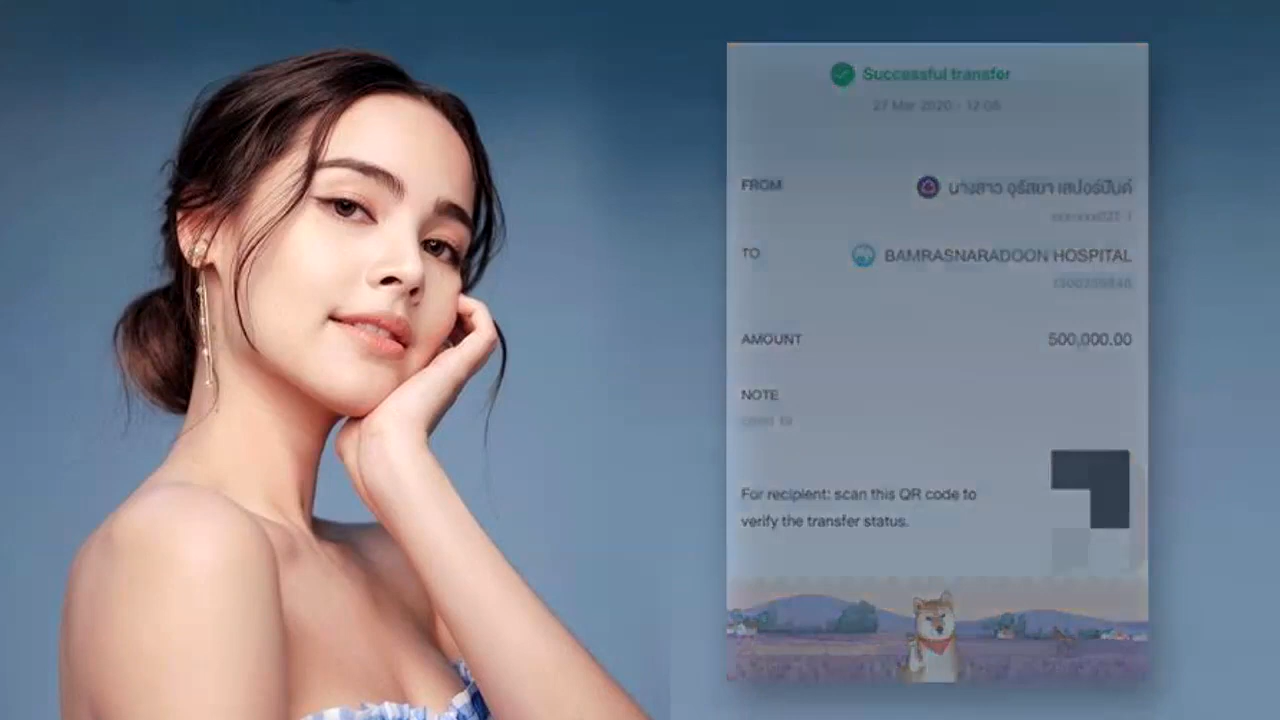 Successful transfer
27 Mar 2020 - 12:06
FROM
นางสาว อุรัสยา เสปอร์บันด์
TO
BAMRASNARADOON HOSPITAL
AMOUNT
500,000.00
NOTE
For recipient: scan this QR code to
verify the transfer status.